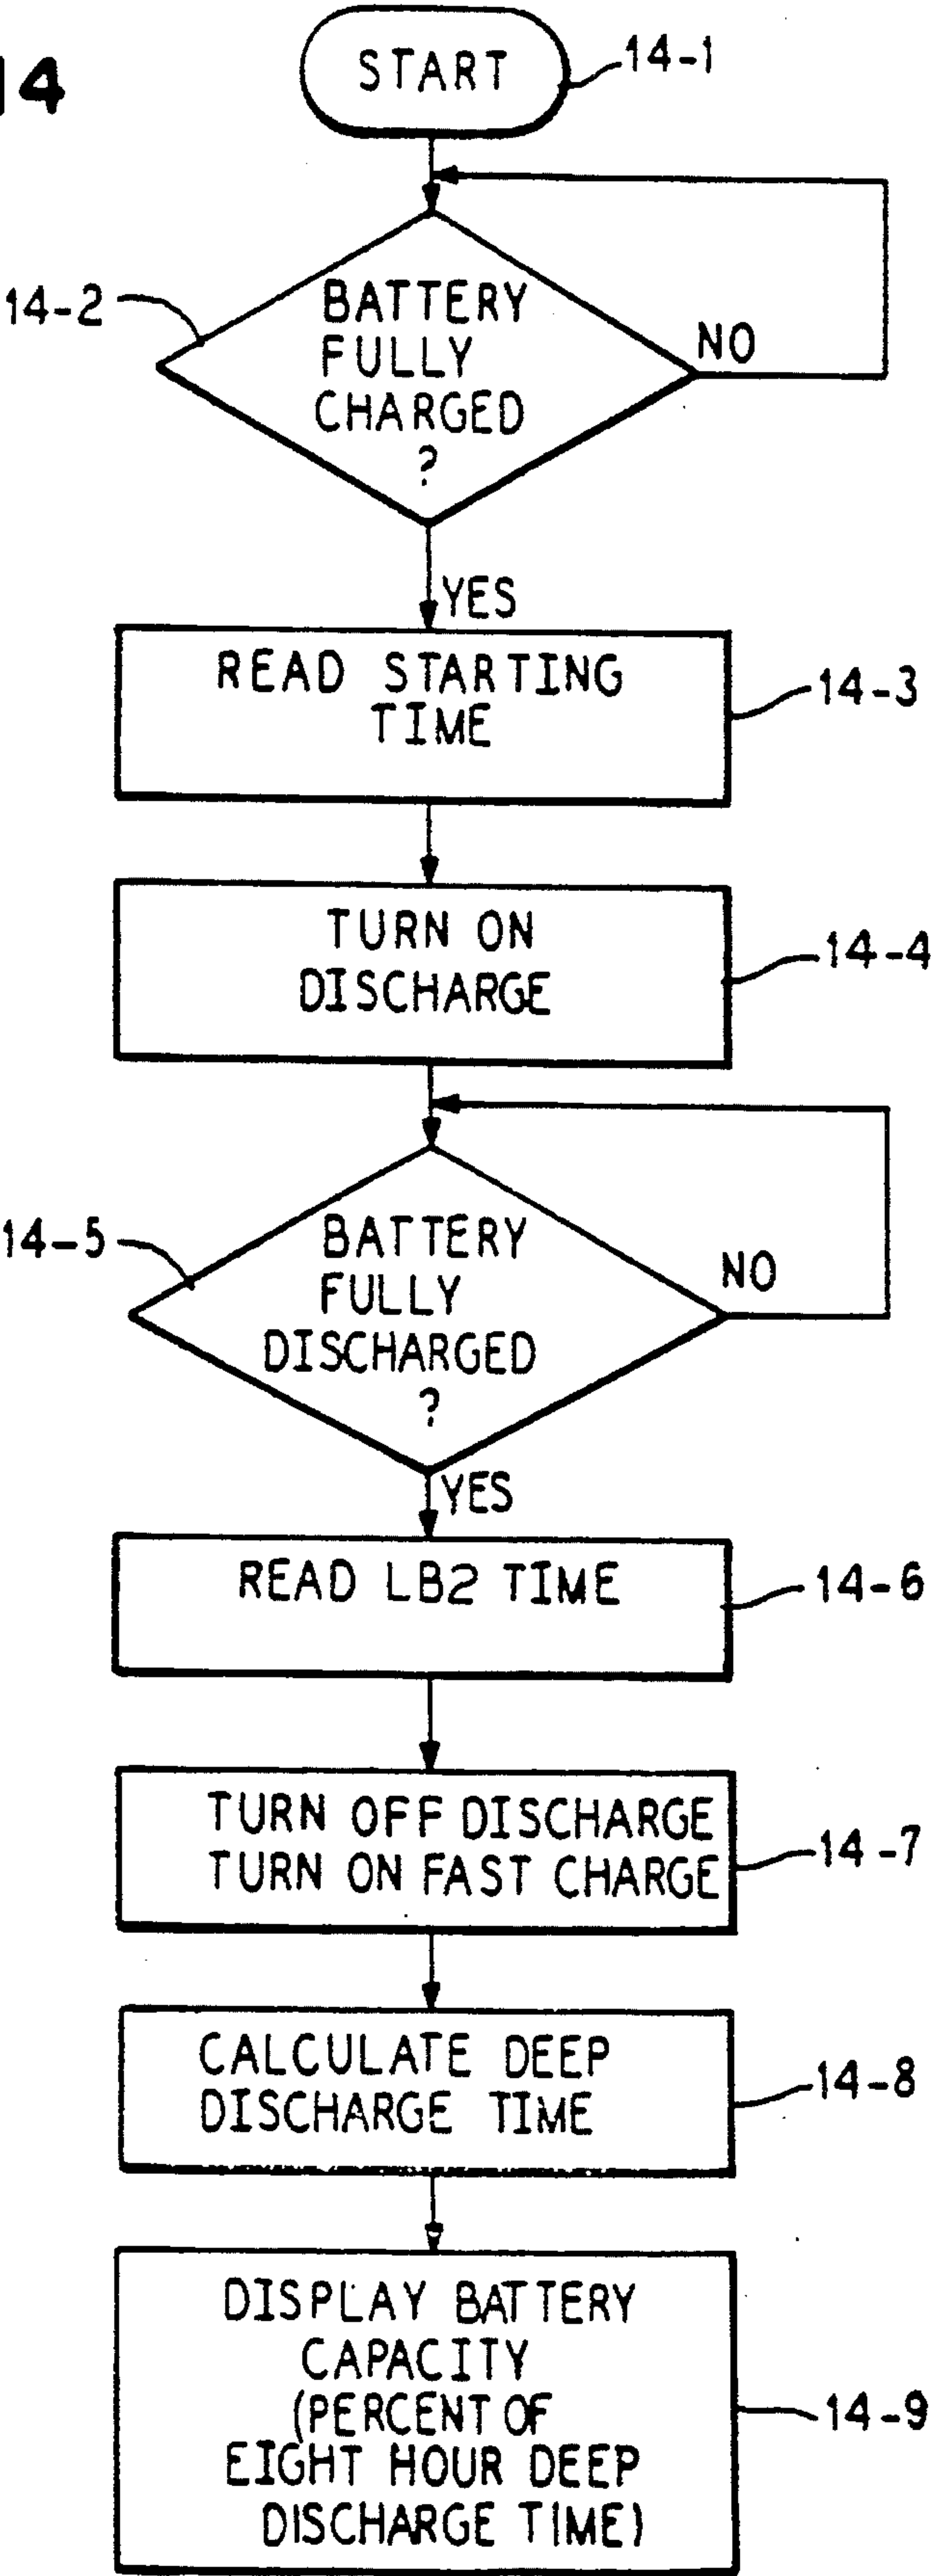 14
START
14-1
14-2
BATTERY
FULLY
CHARGED
?
NO
YES
READ STARTING
TIME
14-3
TURN ON
DISCHARGE
14-4
14-5
BATTERY
FULLY
DISCHARGED
?
NO
YES
READ LB2 TIME
14-6
TURN OFF DISCHARGE
TURN ON FAST CHARGE
14-7
CALCULATE DEEP
DISCHARGE TIME
14-8
DISPLAY BATTERY
CAPACITY
(PERCENT OF
EIGHT HOUR DEEP
DISCHARGE TIME)
14-9